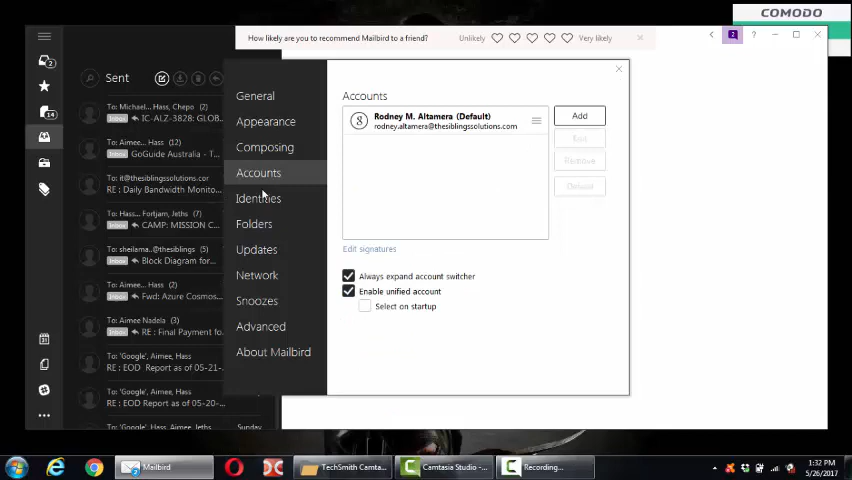 COMODO
How likely are you to recommend Mailbird to a friend?
Unlikely
Very likely
2
?
2
14
Sent
To: Michael... Hass, Chepo (2)
Inbox IC-ALZ-3828: GLOB...
To: Aimee... Hass (12)
Inbox GoGuide Australia - T...
To: it@thesiblingssolutions.cor
RE : Daily Bandwidth Monito...
To: Hass... Fortjam, Jeths (7)
Inbox CAMP: MISSION C...
To: sheilama..@thesiblings (5)
Inbox Block Diagram for...
To: Aimee... Hass (3)
Inbox Fwd: Azure Cosmos...
To: Aimee Nadela (3)
Inbox RE : Final Payment fo...
To: 'Google', Aimee, Hass
RE : EOD Report as of 05-21-...
To: 'Google', Aimee, Hass
RE : EOD Report as of 05-20-...
Sunday
General
Appearance
Composing
Accounts
Identities
Folders
Updates
Network
Snoozes
Advanced
About Mailbird
Accounts
8
Rodney M. Altamera (Default)
rodney.altamera@thesiblingssolutions.com
Add
Edit
Remove
Default
Edit signatures
Always expand account switcher
Enable unified account
Select on startup
Mailbird
TechSmith Camta...
Camtasia Studio -...
Recording...
1:32 PM
5/26/2017